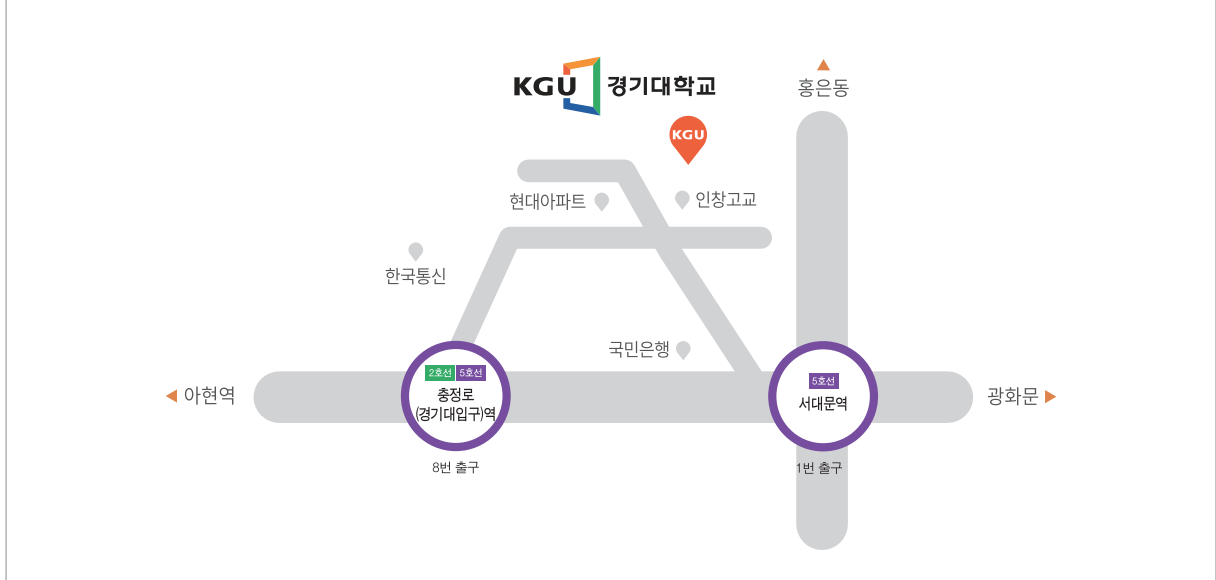 KGU 경기대학교
홍은동
KGU
현대아파트
인창고교
한국통신
국민은행
2호선 5호선
충정로
(경기대입구)역
5호선
서대문역
아현역
광화문
8번 출구
1번 출구